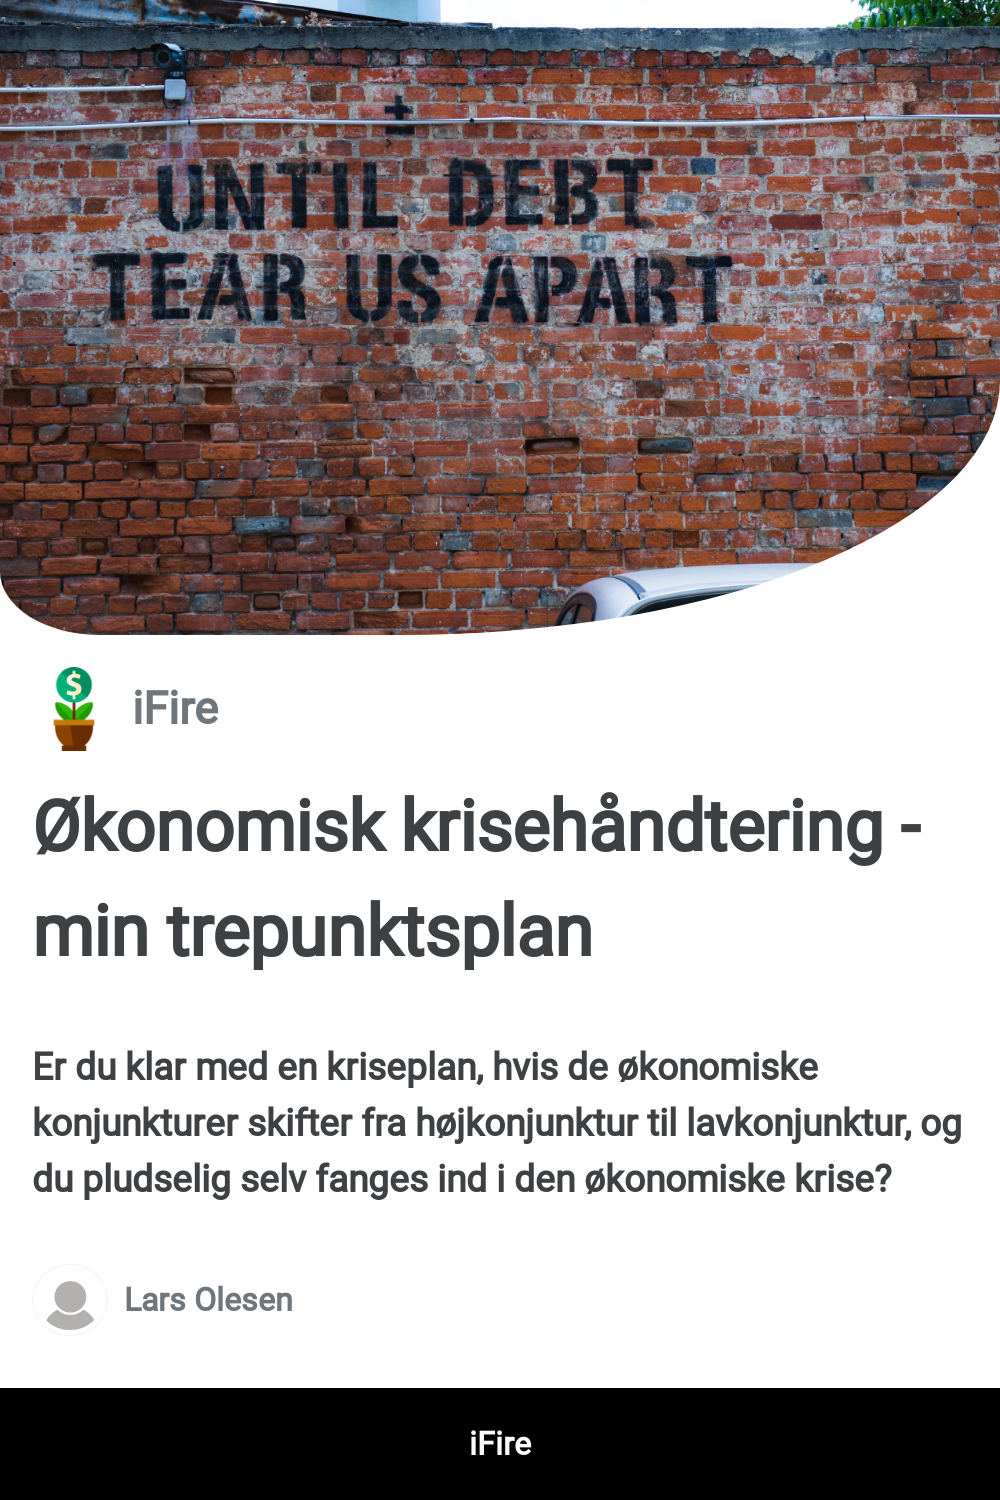 UNTIL DEBT
TEAR US APART
$
iFire
Økonomisk krisehåndtering -
min trepunktsplan
Er du klar med en kriseplan, hvis de økonomiske
konjunkturer skifter fra højkonjunktur til lavkonjunktur, og
du pludselig selv fanges ind i den økonomiske krise?
Lars Olesen
iFire